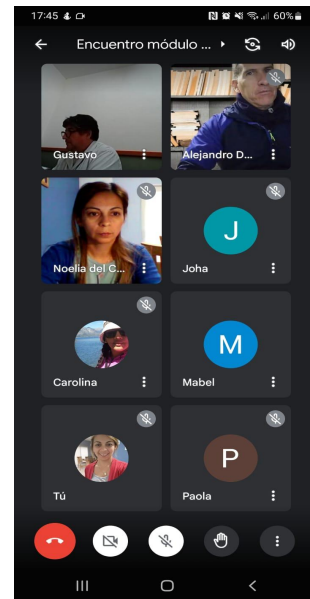 17:45 60%
Encuentro módulo ...
Gustavo
Alejandro D...
Noelia del C...
J
Joha
Carolina
M
Mabel
Tú
P
Paola